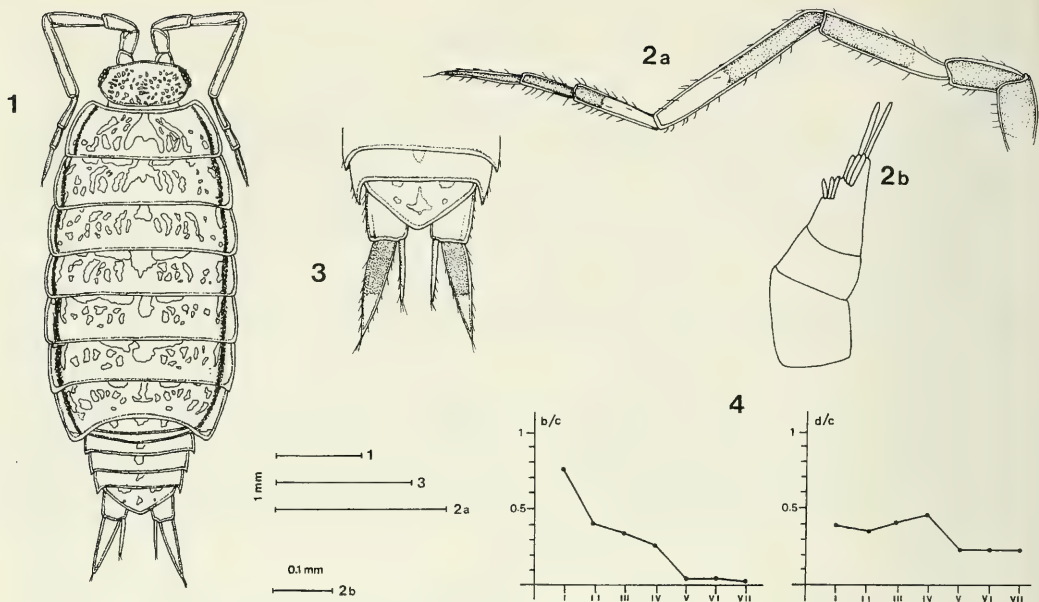 1
2a
2b
3
4
1
3
1 mm
2a
0.1 mm
2b
b/c
1
0.5
I II III IV V VI VII
d/c
1
0.5
I II III IV V VI VII